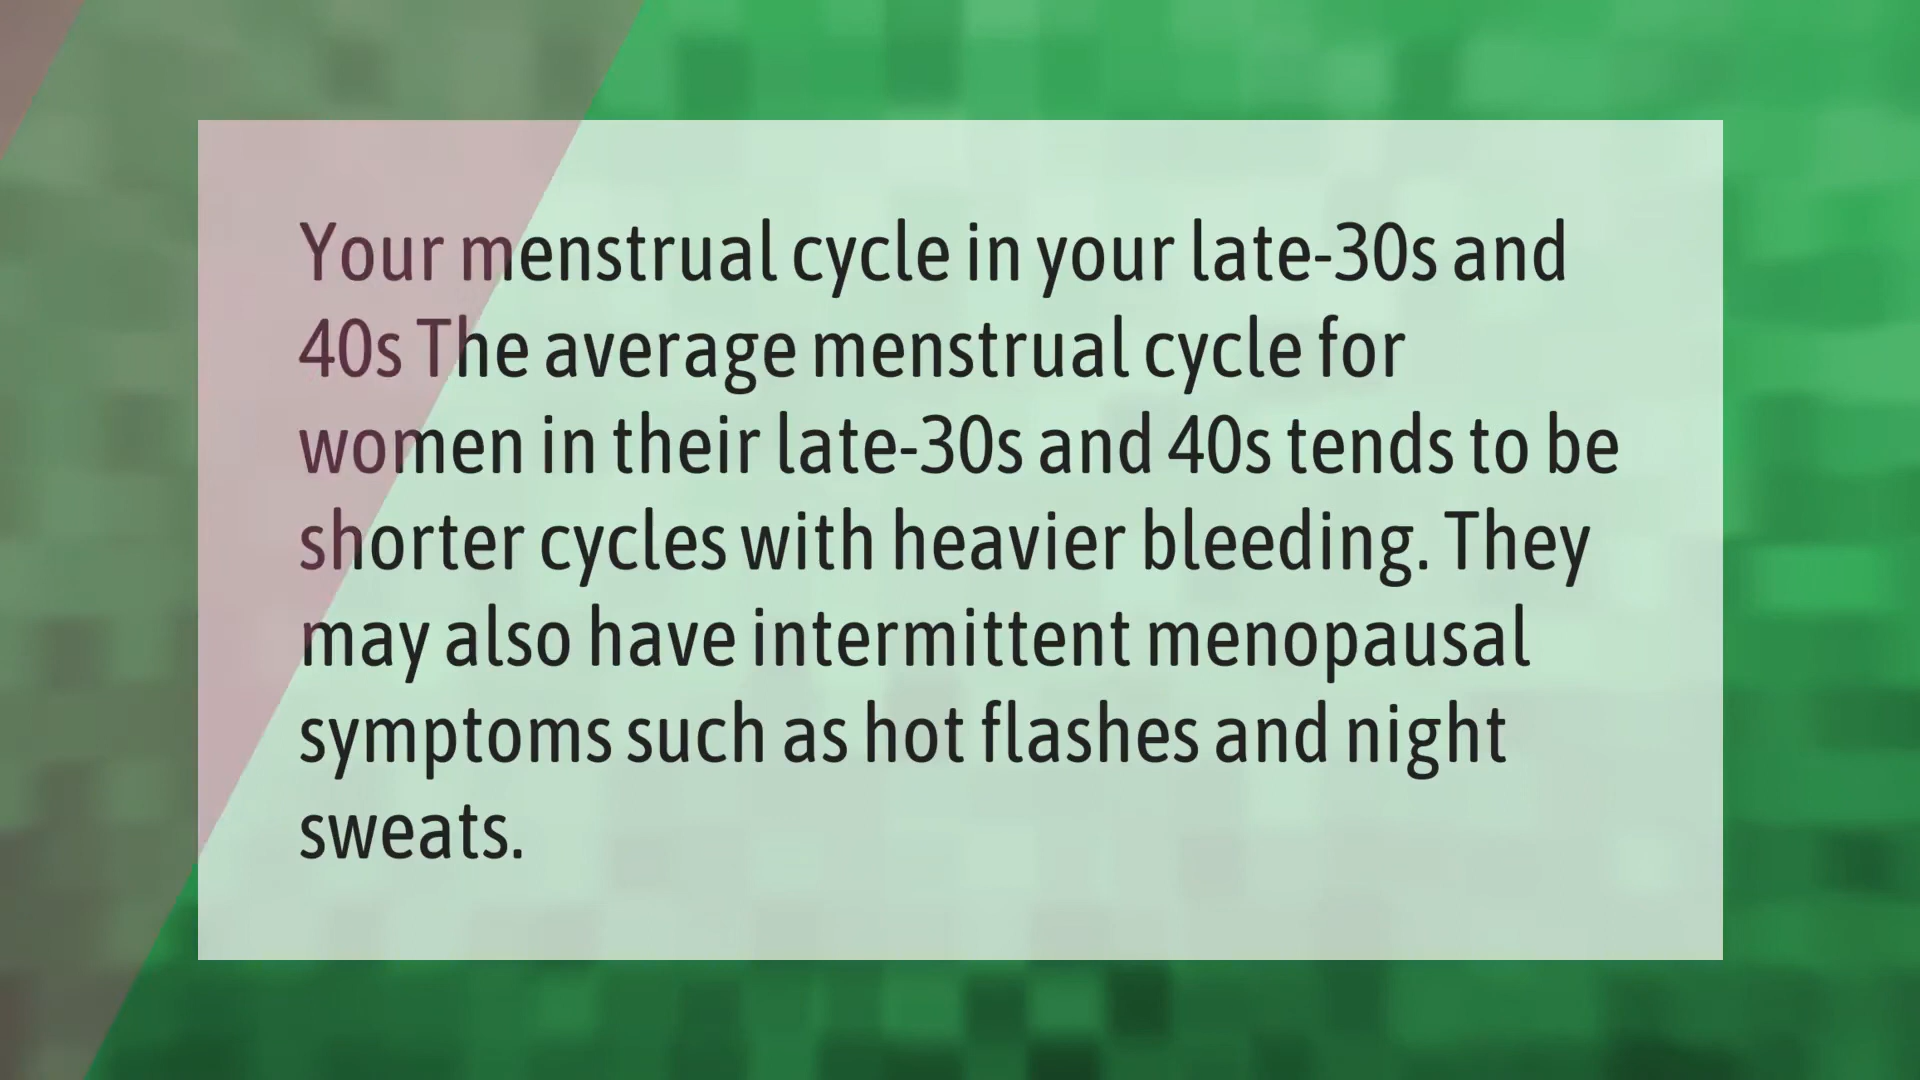 Your menstrual cycle in your late-30s and
40s The average menstrual cycle for
women in their late-30s and 40s tends to be
shorter cycles with heavier bleeding. They
may also have intermittent menopausal
symptoms such as hot flashes and night
sweats.